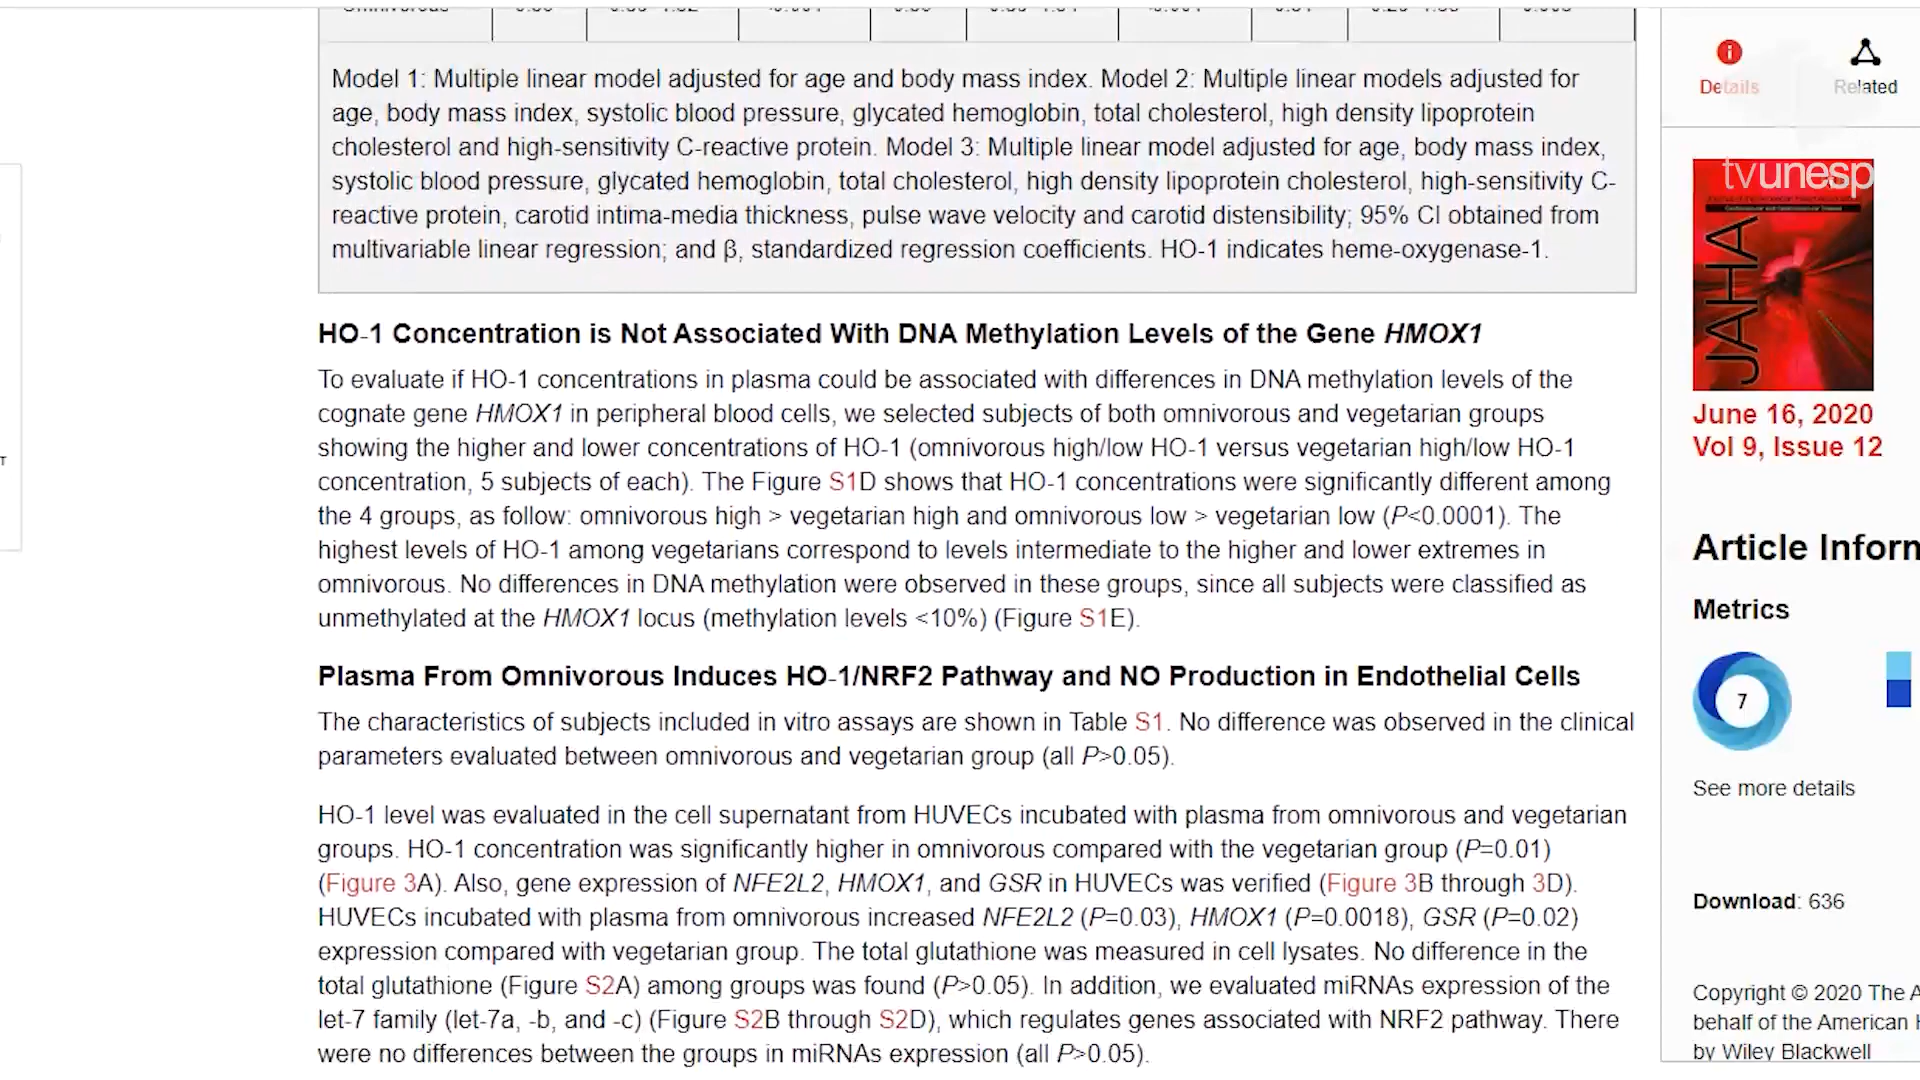 Model 1: Multiple linear model adjusted for age and body mass index. Model 2: Multiple linear models adjusted for
age, body mass index, systolic blood pressure, glycated hemoglobin, total cholesterol, high density lipoprotein
cholesterol and high-sensitivity C-reactive protein. Model 3: Multiple linear model adjusted for age, body mass index,
systolic blood pressure, glycated hemoglobin, total cholesterol, high density lipoprotein cholesterol, high-sensitivity C-
reactive protein, carotid intima-media thickness, pulse wave velocity and carotid distensibility; 95% CI obtained from
multivariable linear regression; and β, standardized regression coefficients. HO-1 indicates heme-oxygenase-1.
HO-1 Concentration is Not Associated With DNA Methylation Levels of the Gene HMOX1
To evaluate if HO-1 concentrations in plasma could be associated with differences in DNA methylation levels of the
cognate gene HMOX1 in peripheral blood cells, we selected subjects of both omnivorous and vegetarian groups
showing the higher and lower concentrations of HO-1 (omnivorous high/low HO-1 versus vegetarian high/low HO-1
concentration, 5 subjects of each). The Figure S1D shows that HO-1 concentrations were significantly different among
the 4 groups, as follow: omnivorous high > vegetarian high and omnivorous low > vegetarian low (P<0.0001). The
highest levels of HO-1 among vegetarians correspond to levels intermediate to the higher and lower extremes in
omnivorous. No differences in DNA methylation were observed in these groups, since all subjects were classified as
unmethylated at the HMOX1 locus (methylation levels <10%) (Figure S1E).
Plasma From Omnivorous Induces HO-1/NRF2 Pathway and NO Production in Endothelial Cells
The characteristics of subjects included in vitro assays are shown in Table S1. No difference was observed in the clinical
parameters evaluated between omnivorous and vegetarian group (all P>0.05).
HO-1 level was evaluated in the cell supernatant from HUVECs incubated with plasma from omnivorous and vegetarian
groups. HO-1 concentration was significantly higher in omnivorous compared with the vegetarian group (P=0.01)
(Figure 3A). Also, gene expression of NFE2L2, HMOX1, and GSR in HUVECs was verified (Figure 3B through 3D).
HUVECs incubated with plasma from omnivorous increased NFE2L2 (P=0.03), HMOX1 (P=0.0018), GSR (P=0.02)
expression compared with vegetarian group. The total glutathione was measured in cell lysates. No difference in the
total glutathione (Figure S2A) among groups was found (P>0.05). In addition, we evaluated miRNAs expression of the
let-7 family (let-7a, -b, and -c) (Figure S2B through S2D), which regulates genes associated with NRF2 pathway. There
were no differences between the groups in miRNAs expression (all P>0.05).
Details
Related
tvunesp
JAHA
June 16, 2020
Vol 9, Issue 12
Article Inform
Metrics
7
See more details
Download: 636
Copyright © 2020 The A
behalf of the American H
by Wiley Blackwell